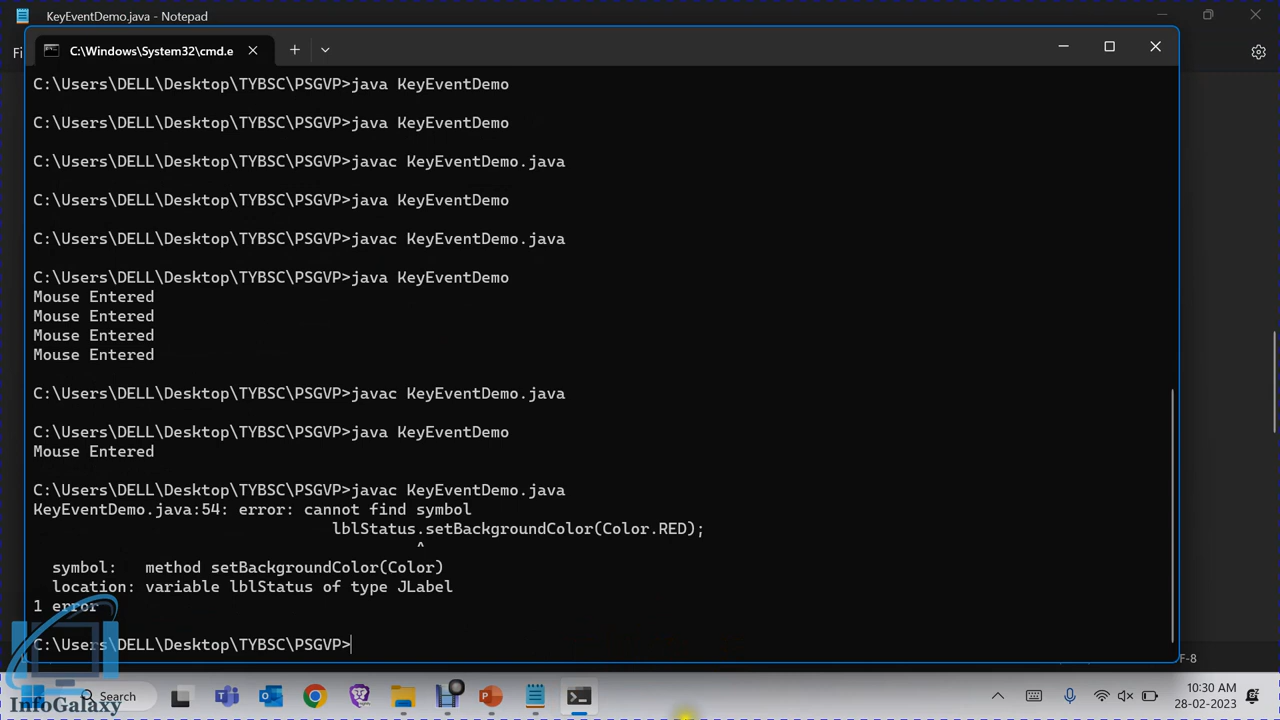 KeyEventDemo.java - Notepad
Fi
C:\Windows\System32\cmd.e
C:\Users\DELL\Desktop\TYBSC\PSGVP>java KeyEventDemo
C:\Users\DELL\Desktop\TYBSC\PSGVP>java KeyEventDemo
C:\Users\DELL\Desktop\TYBSC\PSGVP>javac KeyEventDemo.java
C:\Users\DELL\Desktop\TYBSC\PSGVP>java KeyEventDemo
C:\Users\DELL\Desktop\TYBSC\PSGVP>javac KeyEventDemo.java
C:\Users\DELL\Desktop\TYBSC\PSGVP>java KeyEventDemo
Mouse Entered
Mouse Entered
Mouse Entered
Mouse Entered
C:\Users\DELL\Desktop\TYBSC\PSGVP>javac KeyEventDemo.java
C:\Users\DELL\Desktop\TYBSC\PSGVP>java KeyEventDemo
Mouse Entered
C:\Users\DELL\Desktop\TYBSC\PSGVP>javac KeyEventDemo.java
KeyEventDemo.java:54: error: cannot find symbol
lblStatus.setBackgroundColor(Color.RED);
^
symbol:   method setBackgroundColor(Color)
location: variable lblStatus of type JLabel
1 error
C:\Users\DELL\Desktop\TYBSC\PSGVP>
F-8
Search
10:30 AM
28-02-2023
InfoGalaxy